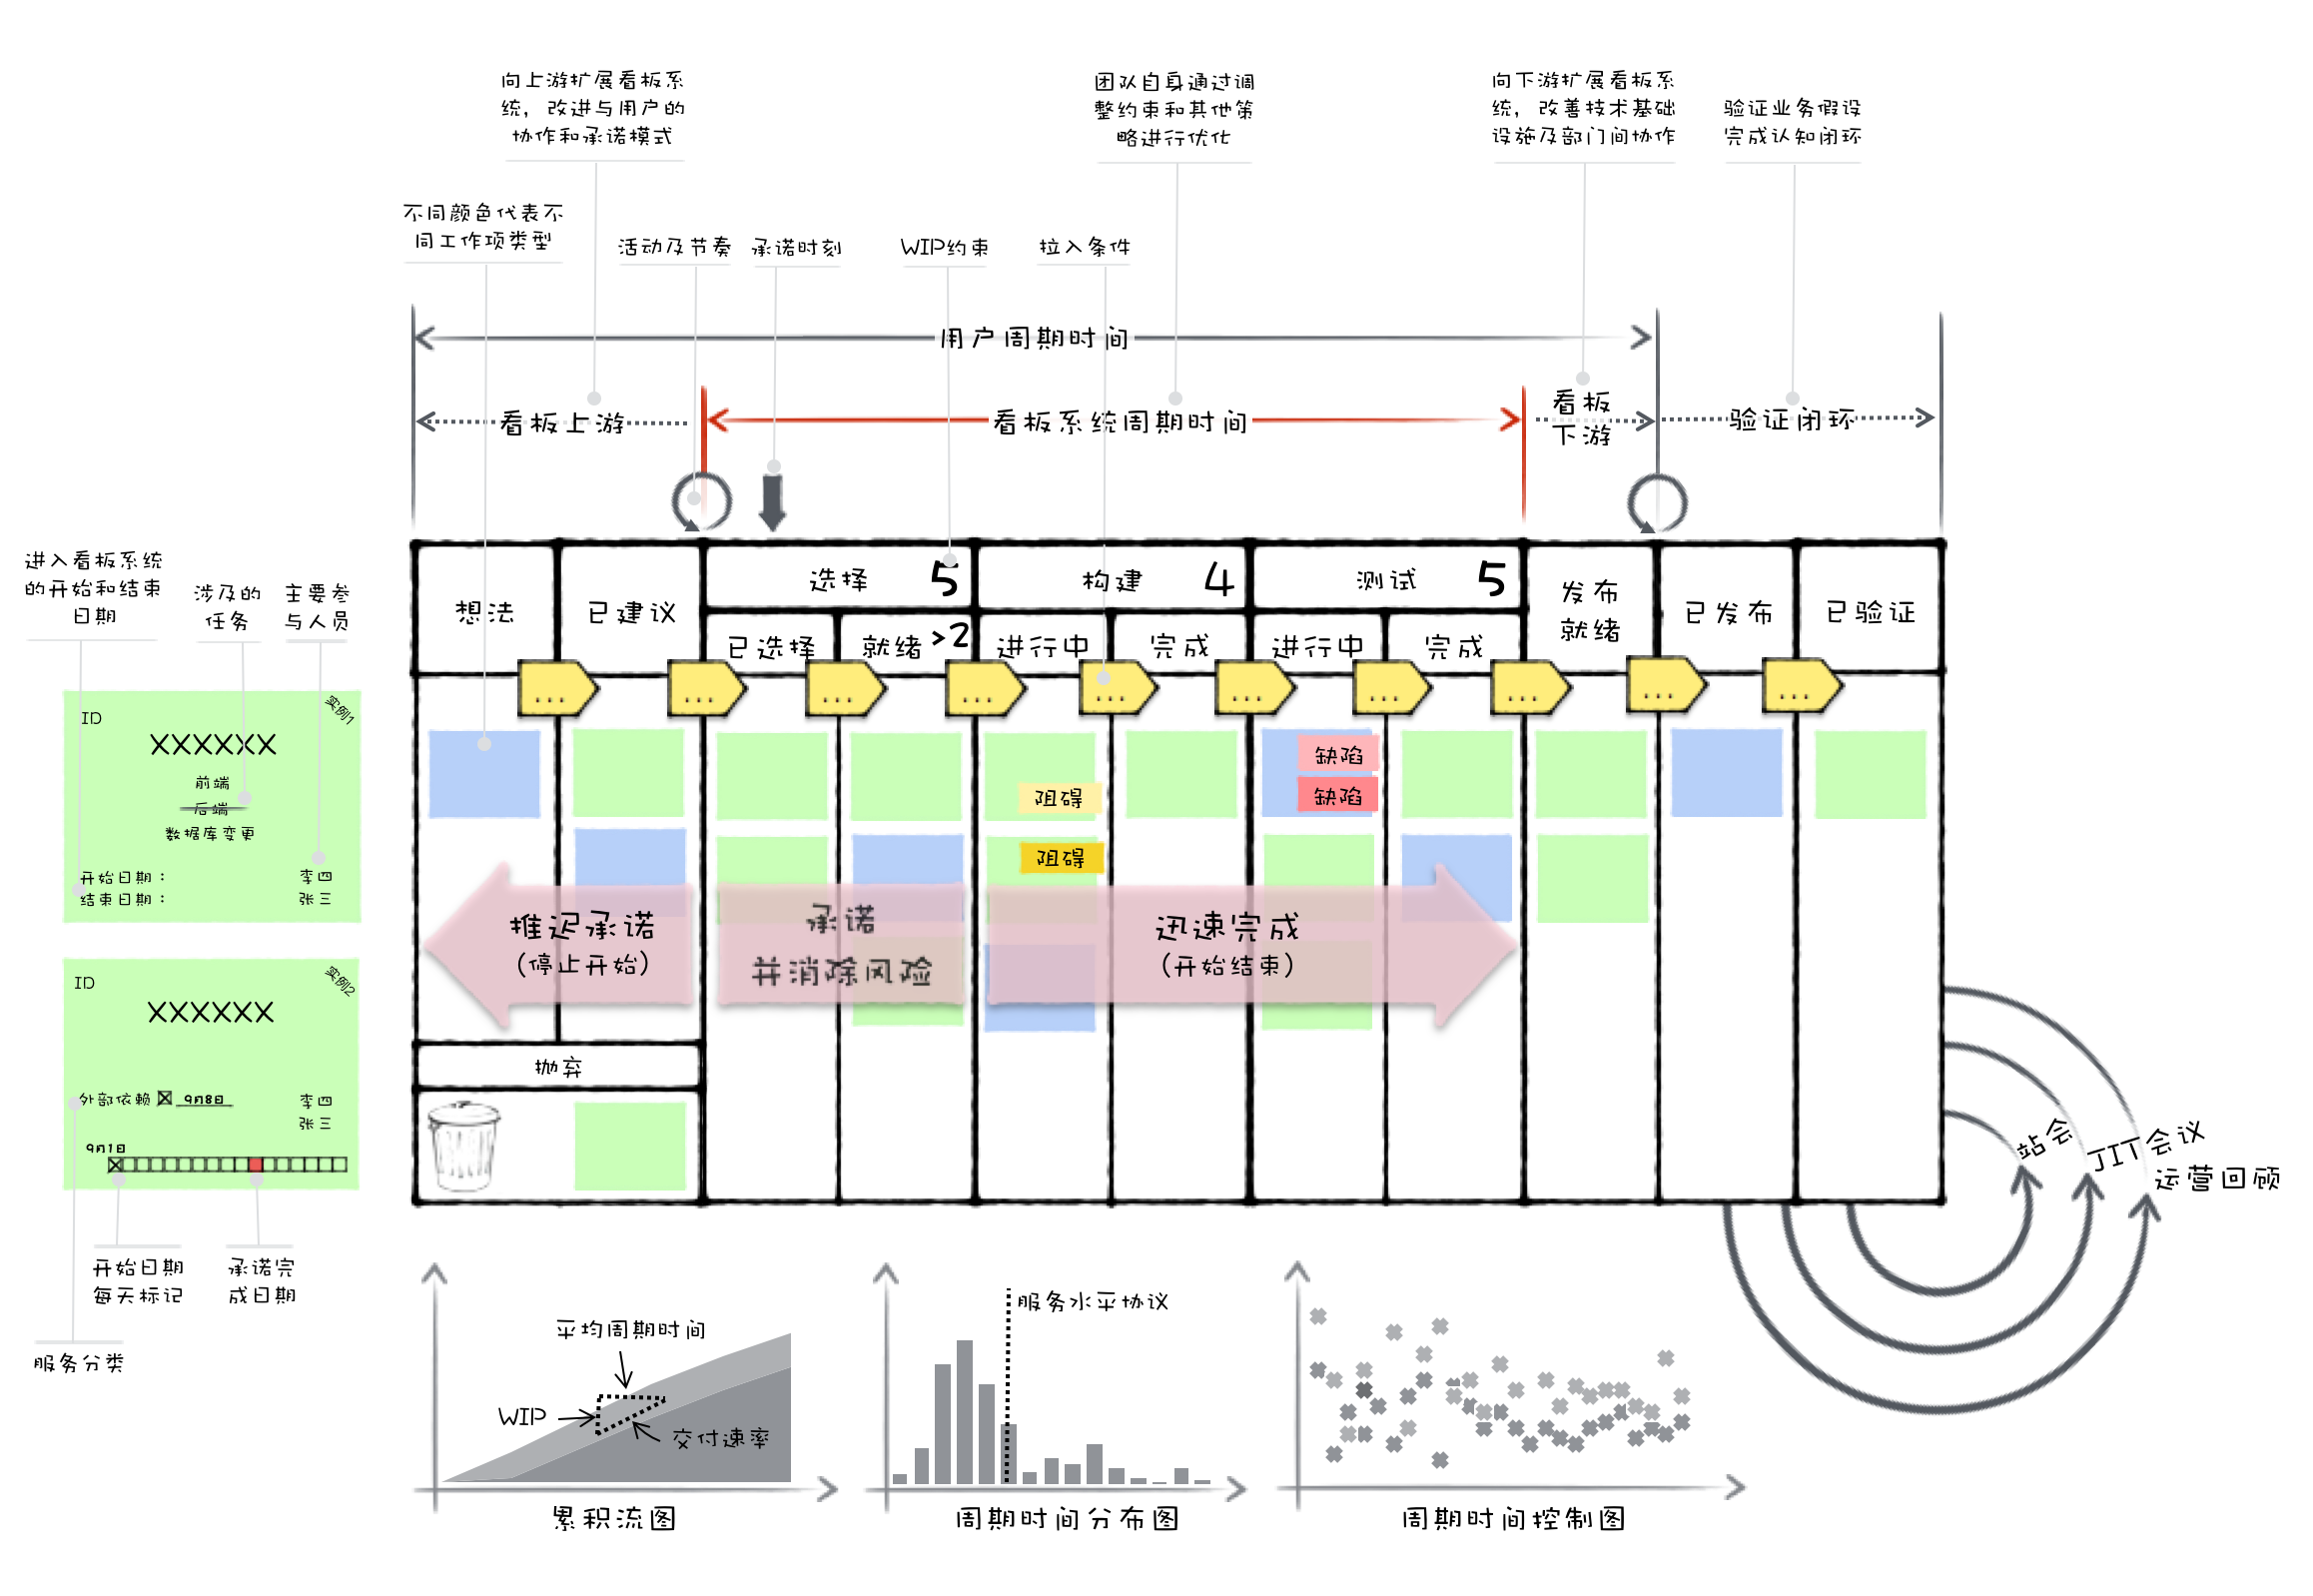 向上游扩展看板系
统，改进与用户的
协作和承诺模式
团队自身通过调
整约束和其他策
略进行优化
向下游扩展看板系
统，改善技术基础
设施及部门间协作
验证业务假设
完成认知闭环
不同颜色代表不
同工作项类型
活动及节奏
承诺时刻
WIP约束
拉入条件
用户周期时间
看板上游
看板系统周期时间
看板
下游
验证闭环
进入看板系统
的开始和结束
日期
涉及的
任务
主要参
与人员
想法
已建议
选择 5
构建 4
测试 5
发布
就绪
已发布
已验证
已选择
就绪 >2
进行中
完成
进行中
完成
...
...
...
...
...
...
...
...
...
...
ID
实例1
XXXXXX
前端
后端
数据库变更
开始日期：
结束日期：
李四
张三
缺陷
缺陷
阻碍
阻碍
推迟承诺
（停止开始）
承诺
并消除风险
迅速完成
（开始结束）
ID
实例2
XXXXXX
外部依赖 9月8日
李四
张三
9月1日
抛弃
开始日期
每天标记
承诺完
成日期
服务分类
站会
JIT会议
运营回顾
平均周期时间
WIP
交付速率
累积流图
服务水平协议
周期时间分布图
周期时间控制图